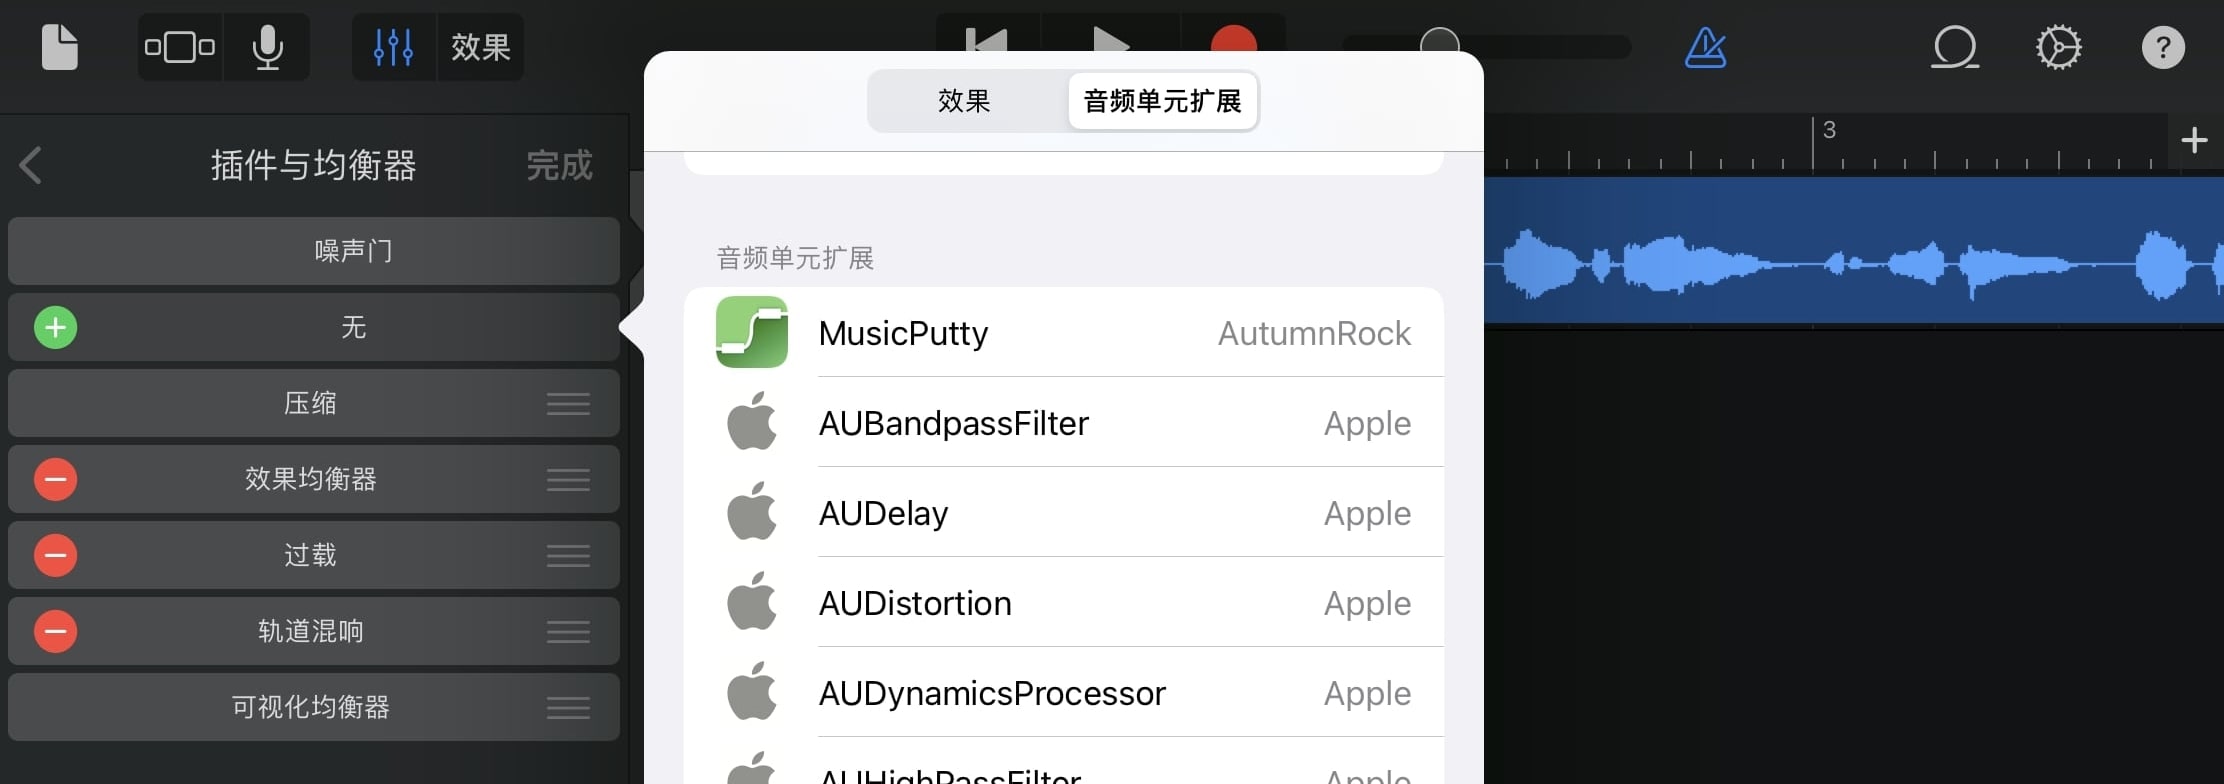 效果
效果
音频单元扩展
3
插件与均衡器
完成
噪声门
无
压缩
效果均衡器
过载
轨道混响
可视化均衡器
音频单元扩展
MusicPutty AutumnRock
AUBandpassFilter Apple
AUDelay Apple
AUDistortion Apple
AUDynamicsProcessor Apple
AUHighPassFilter Apple